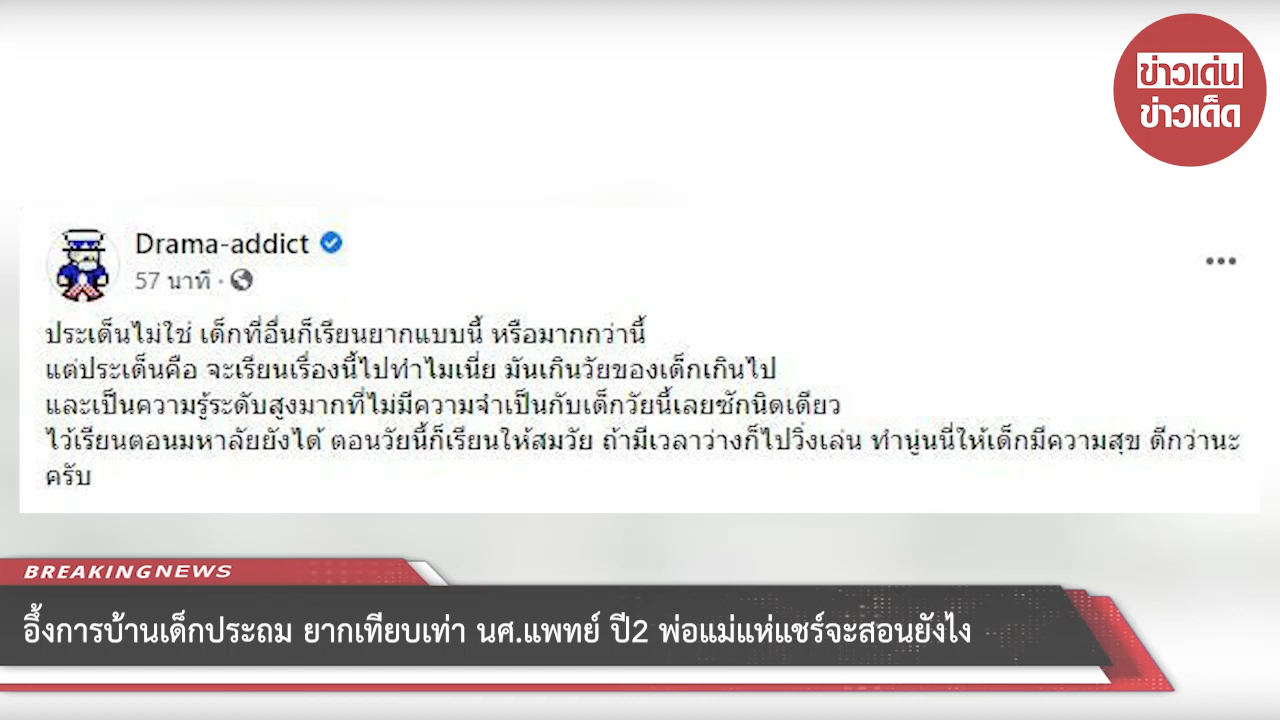 ข่าวเด่น
ข่าวเด็ด
Drama-addict
57 นาที ·
ประเด็นไม่ใช่ เด็กที่อื่นก็เรียนยากแบบนี้ หรือมากกว่านี้
แต่ประเด็นคือ จะเรียนเรื่องนี้ไปทำไมเนี่ย มันเกินวัยของเด็กเกินไป
และเป็นความรู้ระดับสูงมากที่ไม่มีความจำเป็นกับเด็กวัยนี้เลยซักนิดเดียว
ไว้เรียนตอนมหาลัยยังได้ ตอนวัยนี้ก็เรียนให้สมวัย ถ้ามีเวลาว่างก็ไปวิ่งเล่น ทำนู่นนี่ให้เด็กมีความสุข ดีกว่านะ
ครับ
BREAKINGNEWS
อึ้งการบ้านเด็กประถม ยากเทียบเท่า นศ.แพทย์ ปี2 พ่อแม่แห่แชร์จะสอนยังไง